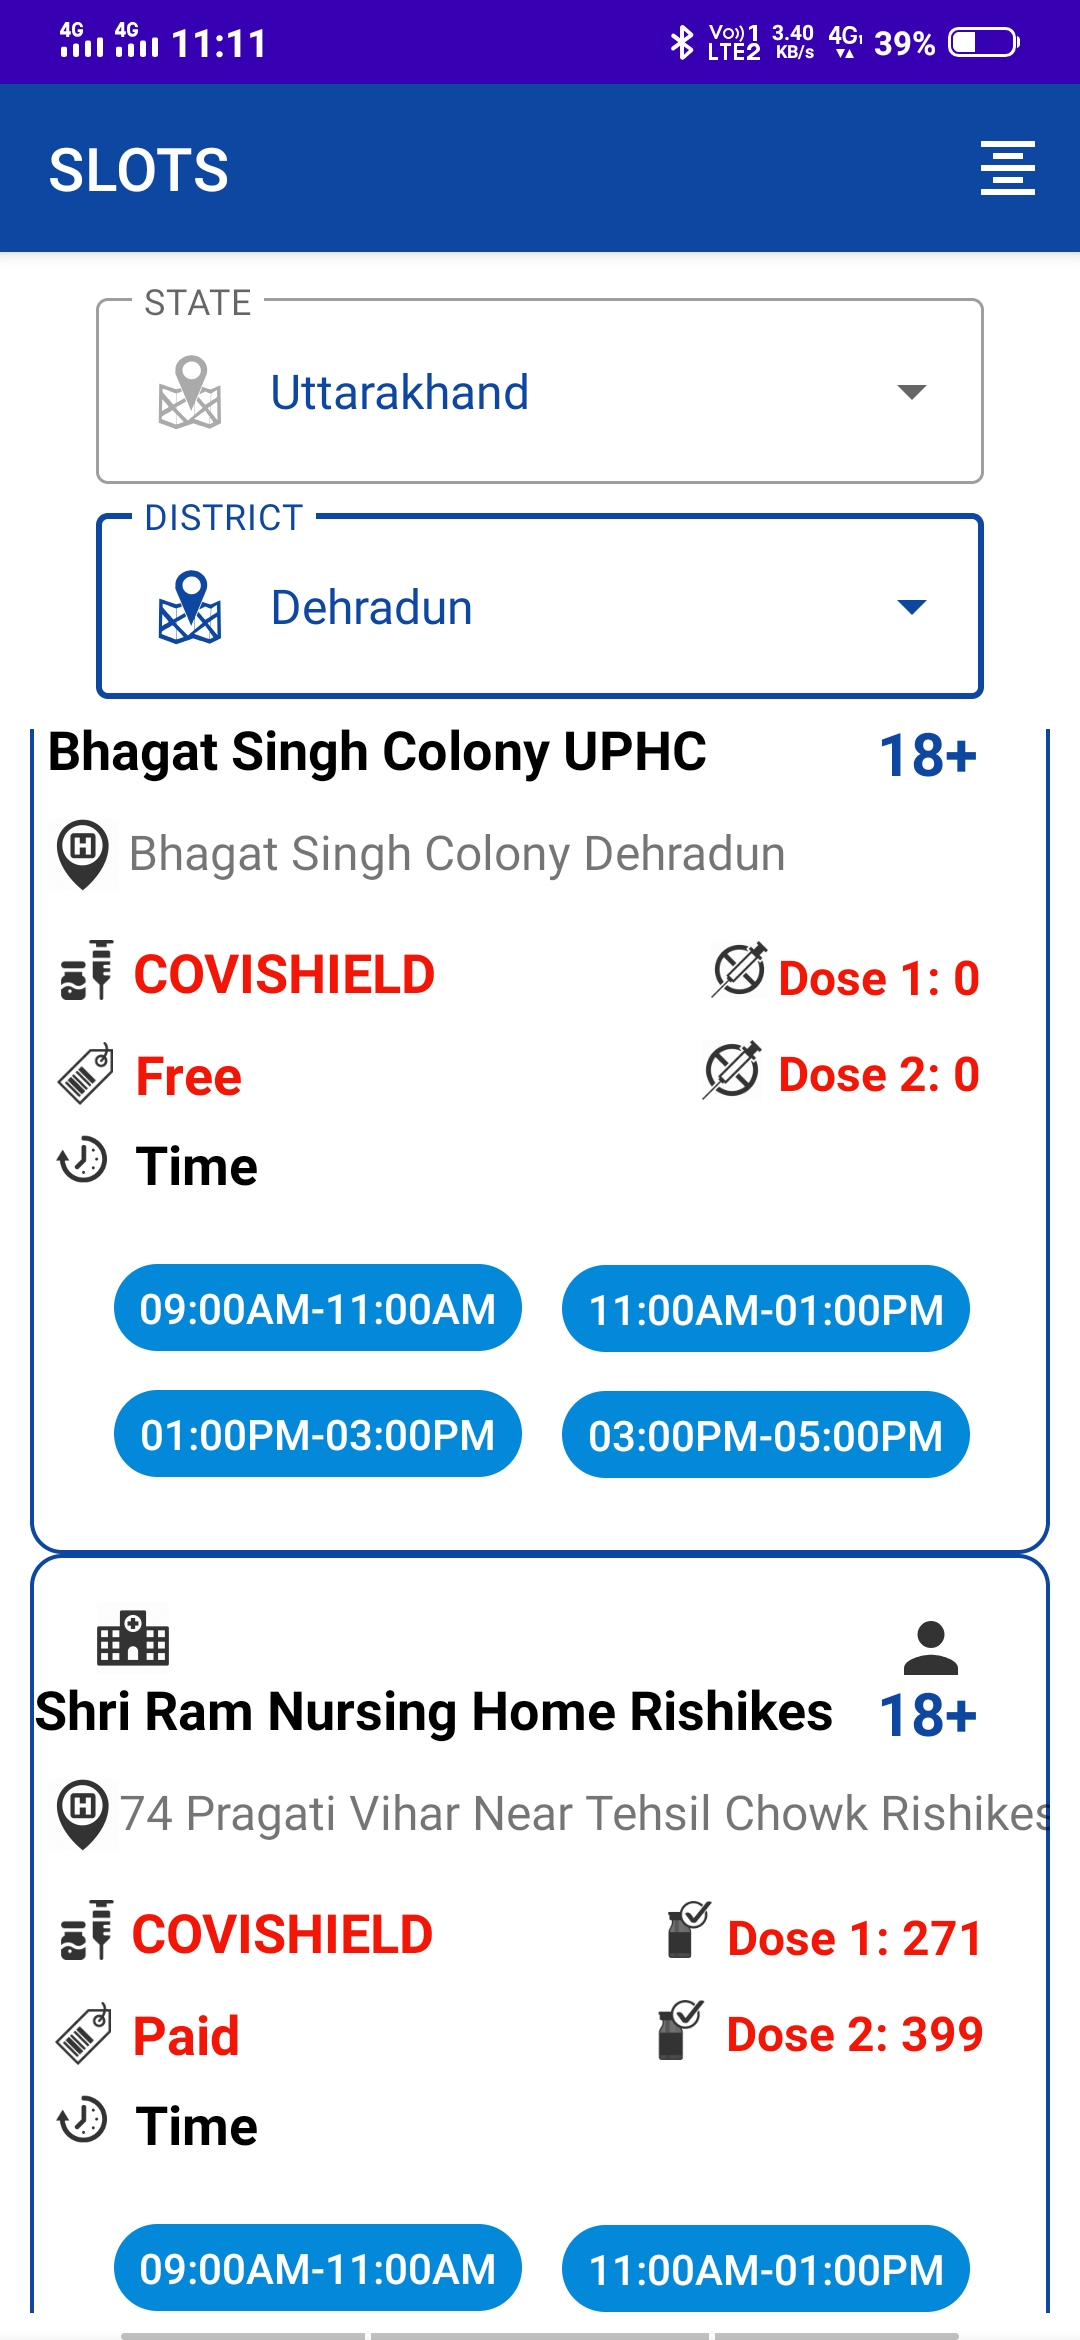 4G 4G 11:11 Vo)) 1 LTE2 3.40 KB/s 4G 39%
SLOTS
STATE
Uttarakhand
DISTRICT
Dehradun
Bhagat Singh Colony UPHC 18+
Bhagat Singh Colony Dehradun
COVISHIELD Dose 1: 0
Free Dose 2: 0
Time
09:00AM-11:00AM 11:00AM-01:00PM
01:00PM-03:00PM 03:00PM-05:00PM
Shri Ram Nursing Home Rishikes 18+
74 Pragati Vihar Near Tehsil Chowk Rishikes
COVISHIELD Dose 1: 271
Paid Dose 2: 399
Time
09:00AM-11:00AM 11:00AM-01:00PM